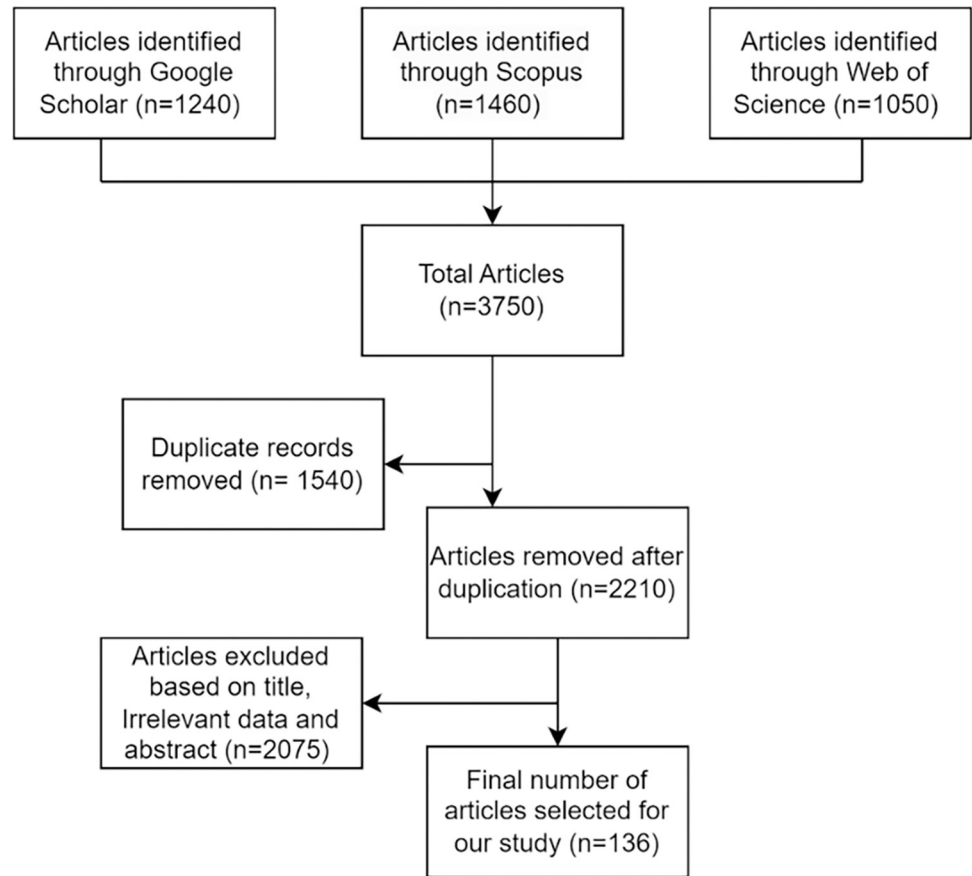 Articles identified
through Google
Scholar (n=1240)
Articles identified
through Scopus
(n=1460)
Articles identified
through Web of
Science (n=1050)
Total Articles
(n=3750)
Duplicate records
removed (n= 1540)
Articles removed after
duplication (n=2210)
Articles excluded
based on title,
Irrelevant data and
abstract (n=2075)
Final number of
articles selected for
our study (n=136)